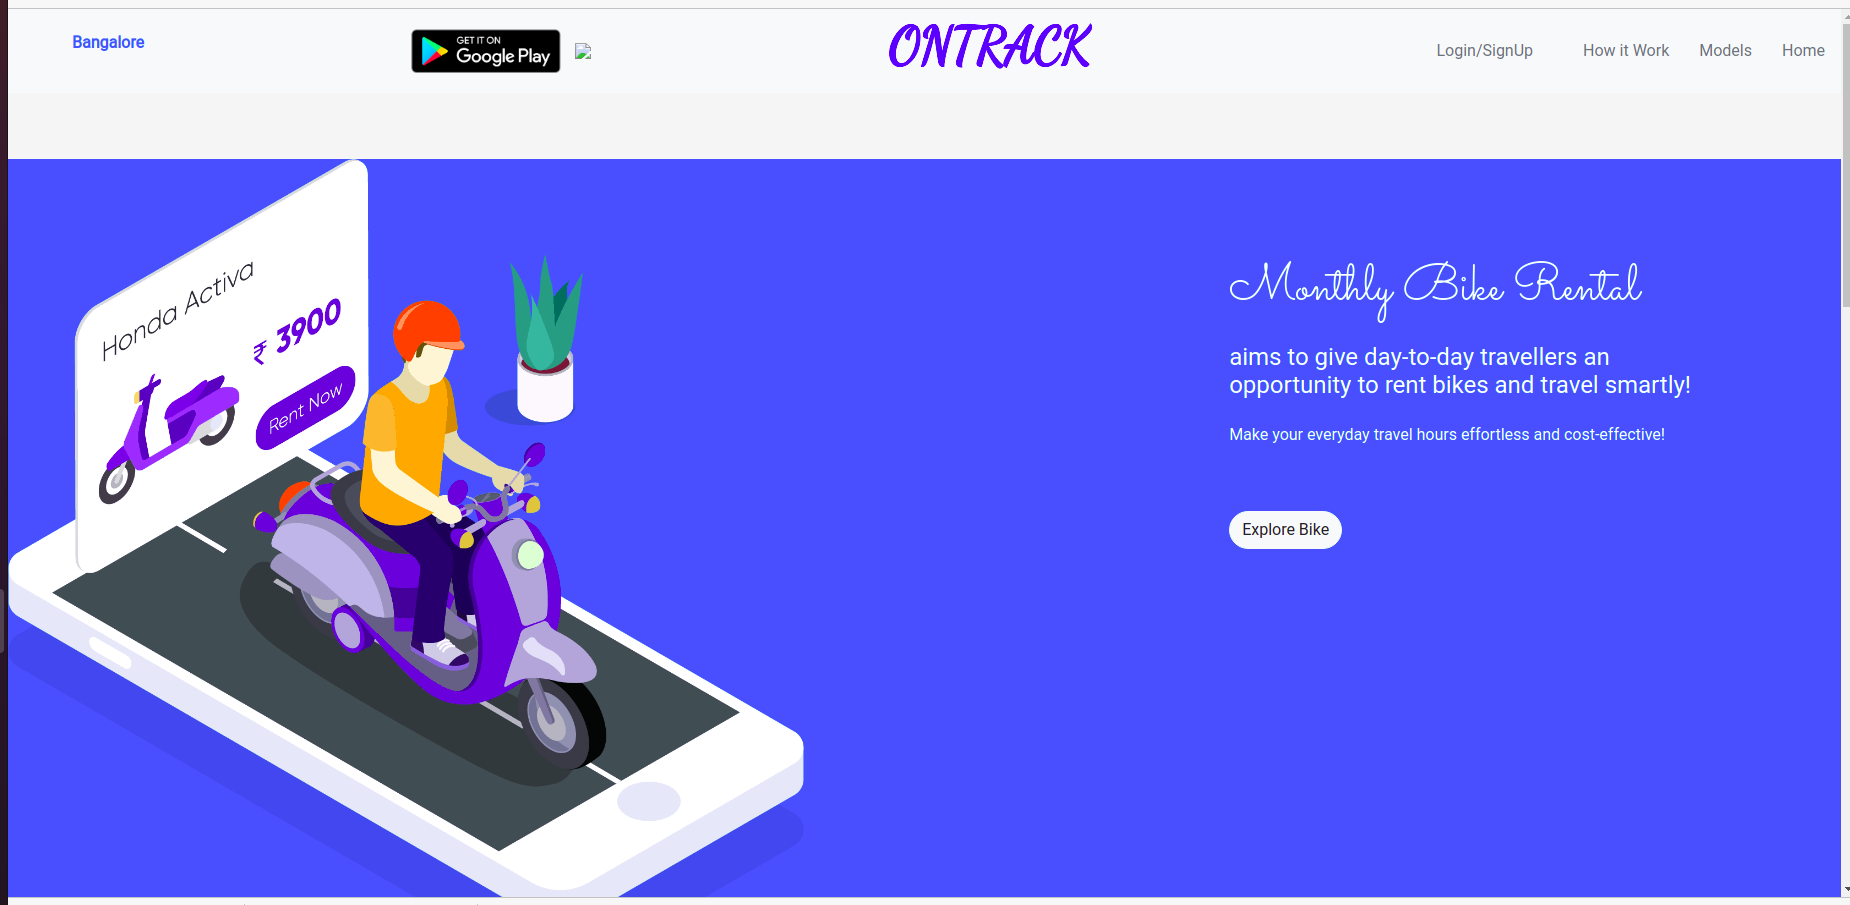 Bangalore
GET IT ON
Google Play
ONTRACK
Login/SignUp
How it Work
Models
Home
Honda Activa
₹ 3900
Rent Now
Monthly Bike Rental
aims to give day-to-day travellers an
opportunity to rent bikes and travel smartly!
Make your everyday travel hours effortless and cost-effective!
Explore Bike